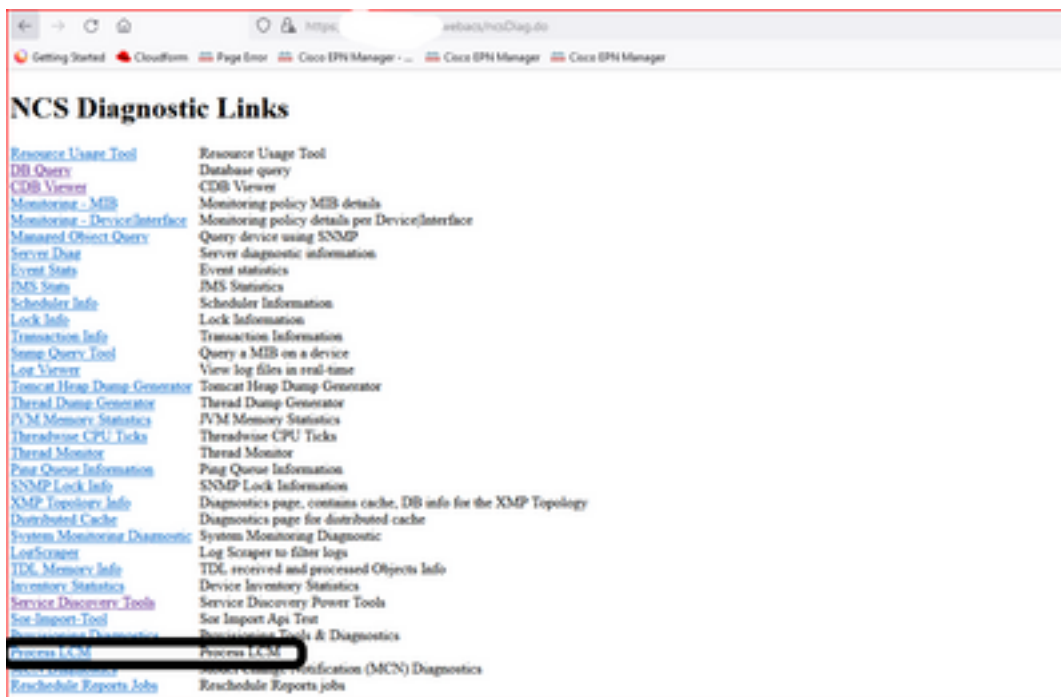 https: webacs/ncsDiag.do
Getting Started Cloudform Page Error Cisco EPN Manager - ... Cisco EPN Manager Cisco EPN Manager
NCS Diagnostic Links
Resource Usage Tool Resource Usage Tool
DB Query Database query
CDB Viewer CDB Viewer
Monitoring - MIB Monitoring policy MIB details
Monitoring - Device|Interface Monitoring policy details per Device|Interface
Managed Object Query Query device using SNMP
Server Diag Server diagnostic information
Event Stats Event statistics
JMS Stats JMS Statistics
Scheduler Info Scheduler Information
Lock Info Lock Information
Transaction Info Transaction Information
Snmp Query Tool Query a MIB on a device
Log Viewer View log files in real-time
Tomcat Heap Dump Generator Tomcat Heap Dump Generator
Thread Dump Generator Thread Dump Generator
JVM Memory Statistics JVM Memory Statistics
Threadwise CPU Ticks Threadwise CPU Ticks
Thread Monitor Thread Monitor
Ping Queue Information Ping Queue Information
SNMP Lock Info SNMP Lock Information
XMP Topology Info Diagnostics page, contains cache, DB info for the XMP Topology
Distributed Cache Diagnostics page for distributed cache
System Monitoring Diagnostic System Monitoring Diagnostic
LogScraper Log Scraper to filter logs
TDL Memory Info TDL received and processed Objects Info
Inventory Statistics Device Inventory Statistics
Service Discovery Tools Service Discovery Power Tools
Sor-Import-Tool Sor Import Api Test
Provisioning Diagnostics Provisioning Tools & Diagnostics
Process LCM Process LCM
MCN Diagnostics Model Change Notification (MCN) Diagnostics
Reschedule Reports Jobs Reschedule Reports jobs